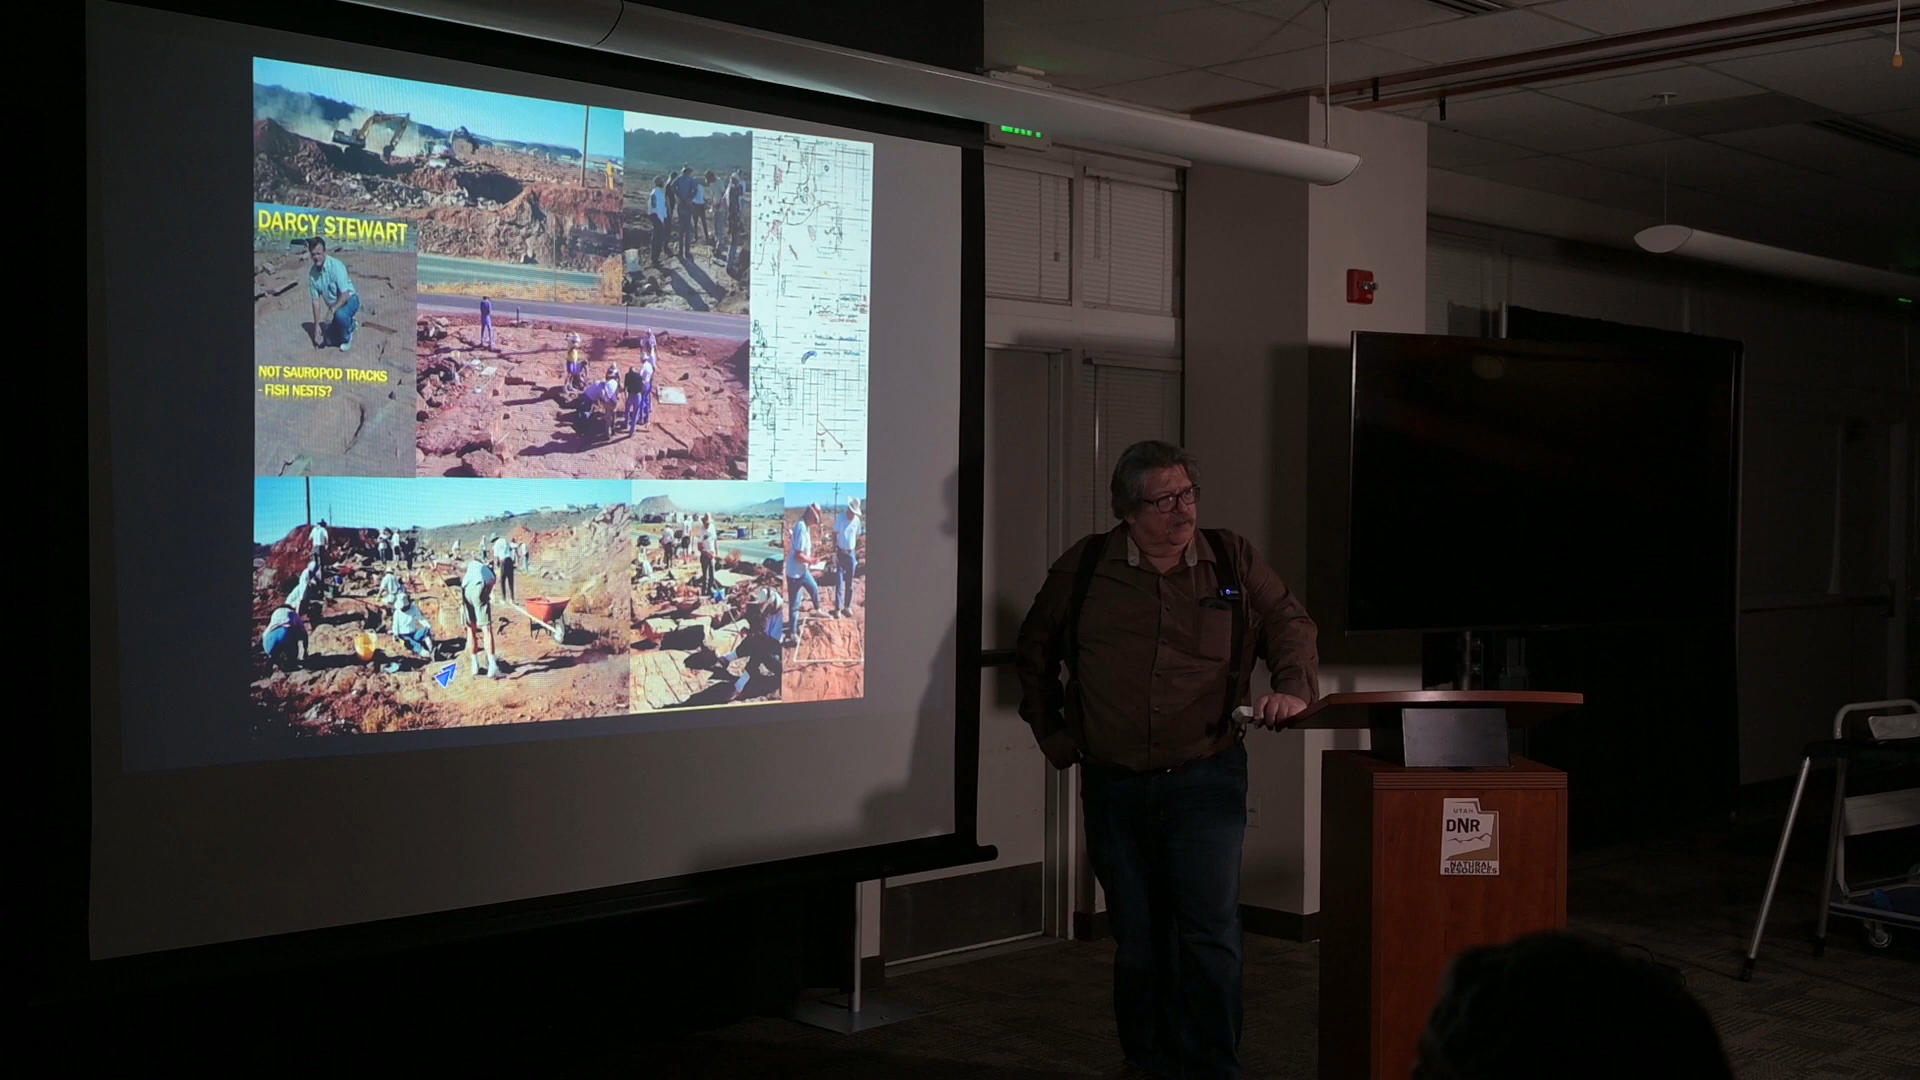 DARCY STEWART
NOT SAUROPOD TRACKS
- FISH NESTS?
UTAH
DNR
NATURAL
RESOURCES